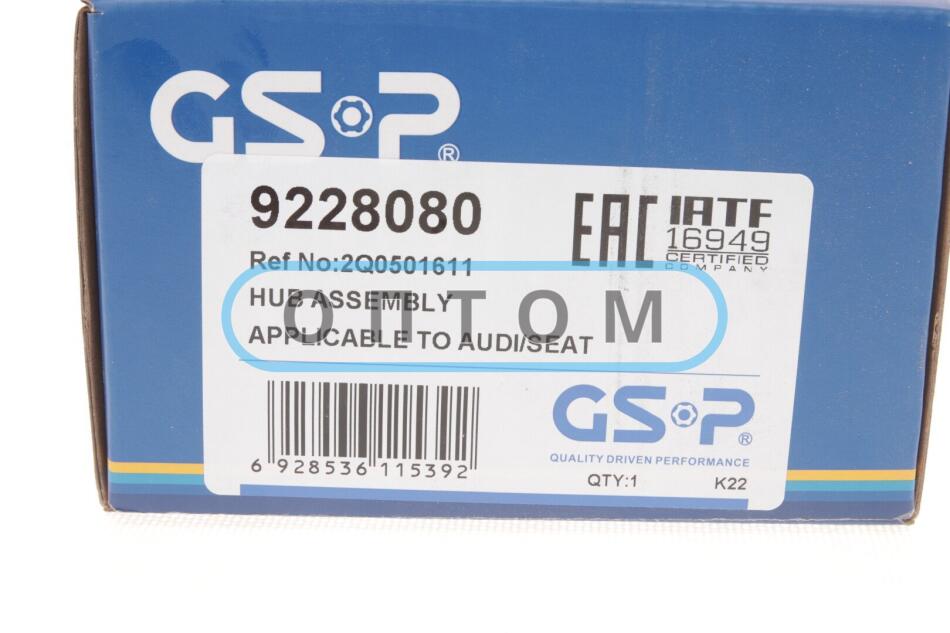 GSP®
9228080
EAC
IATF
16949
CERTIFIED
COMPANY
Ref No:2Q0501611
HUB ASSEMBLY
OTTOM
APPLICABLE TO AUDI/SEAT
GSP®
QUALITY DRIVEN PERFORMANCE
6 928536 115392
QTY:1
K22